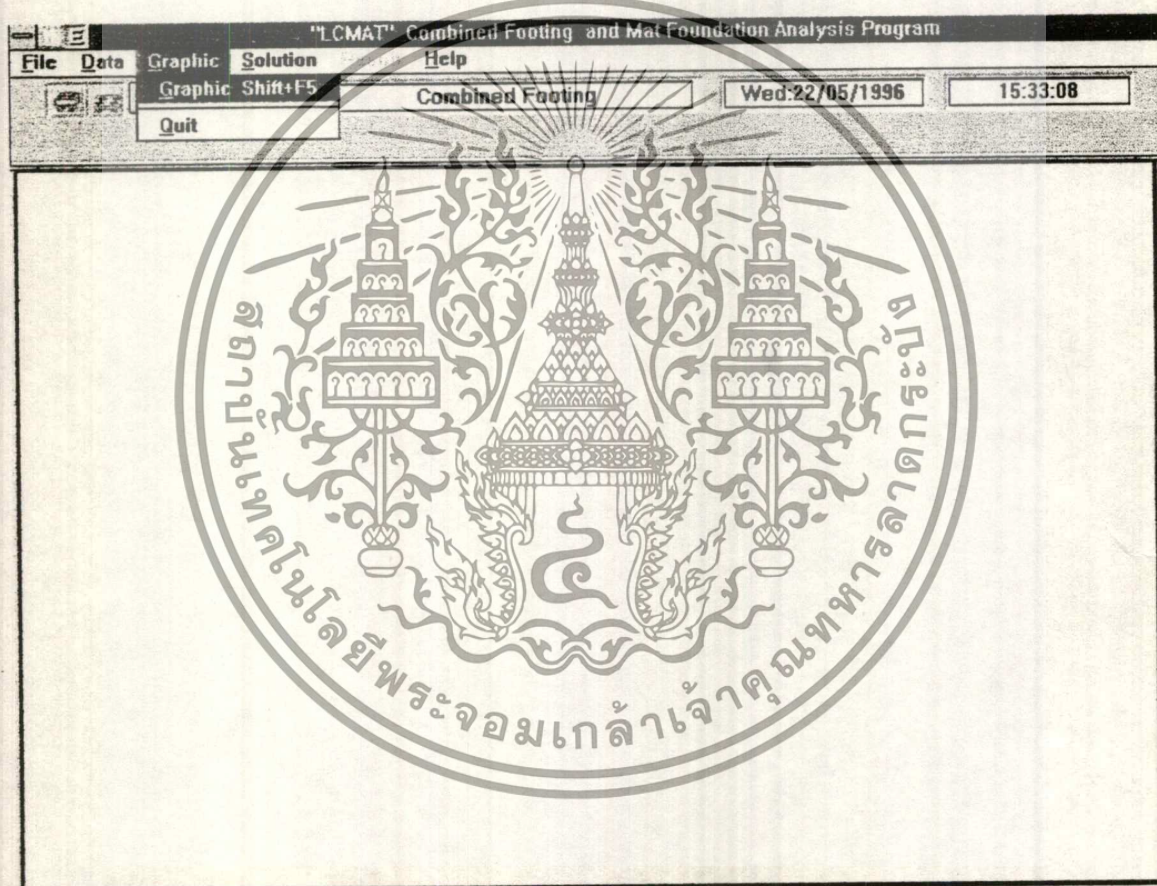 "LCMAT" Combined Footing and Mat Foundation Analysis Program
File Data Graphic Solution Help
Graphic Shift+F5 Combined Footing Wed:22/05/1996 15:33:08
Quit
สถาบันเทคโนโลยีพระจอมเกล้าเจ้าคุณทหารลาดกระบัง
๔